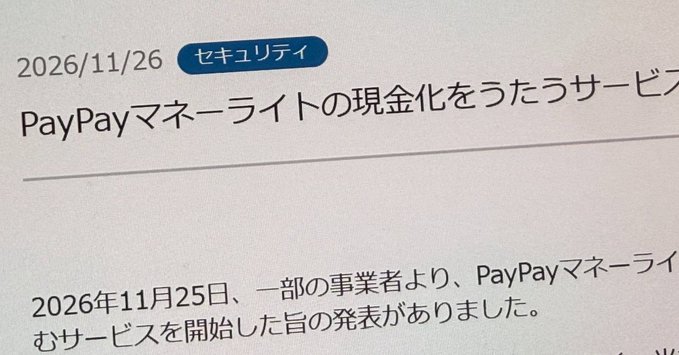 2026/11/26 セキュリティ
PayPayマネーライトの現金化をうたうサービス
2026年11月25日、一部の事業者より、PayPayマネーライ
むサービスを開始した旨の発表がありました。